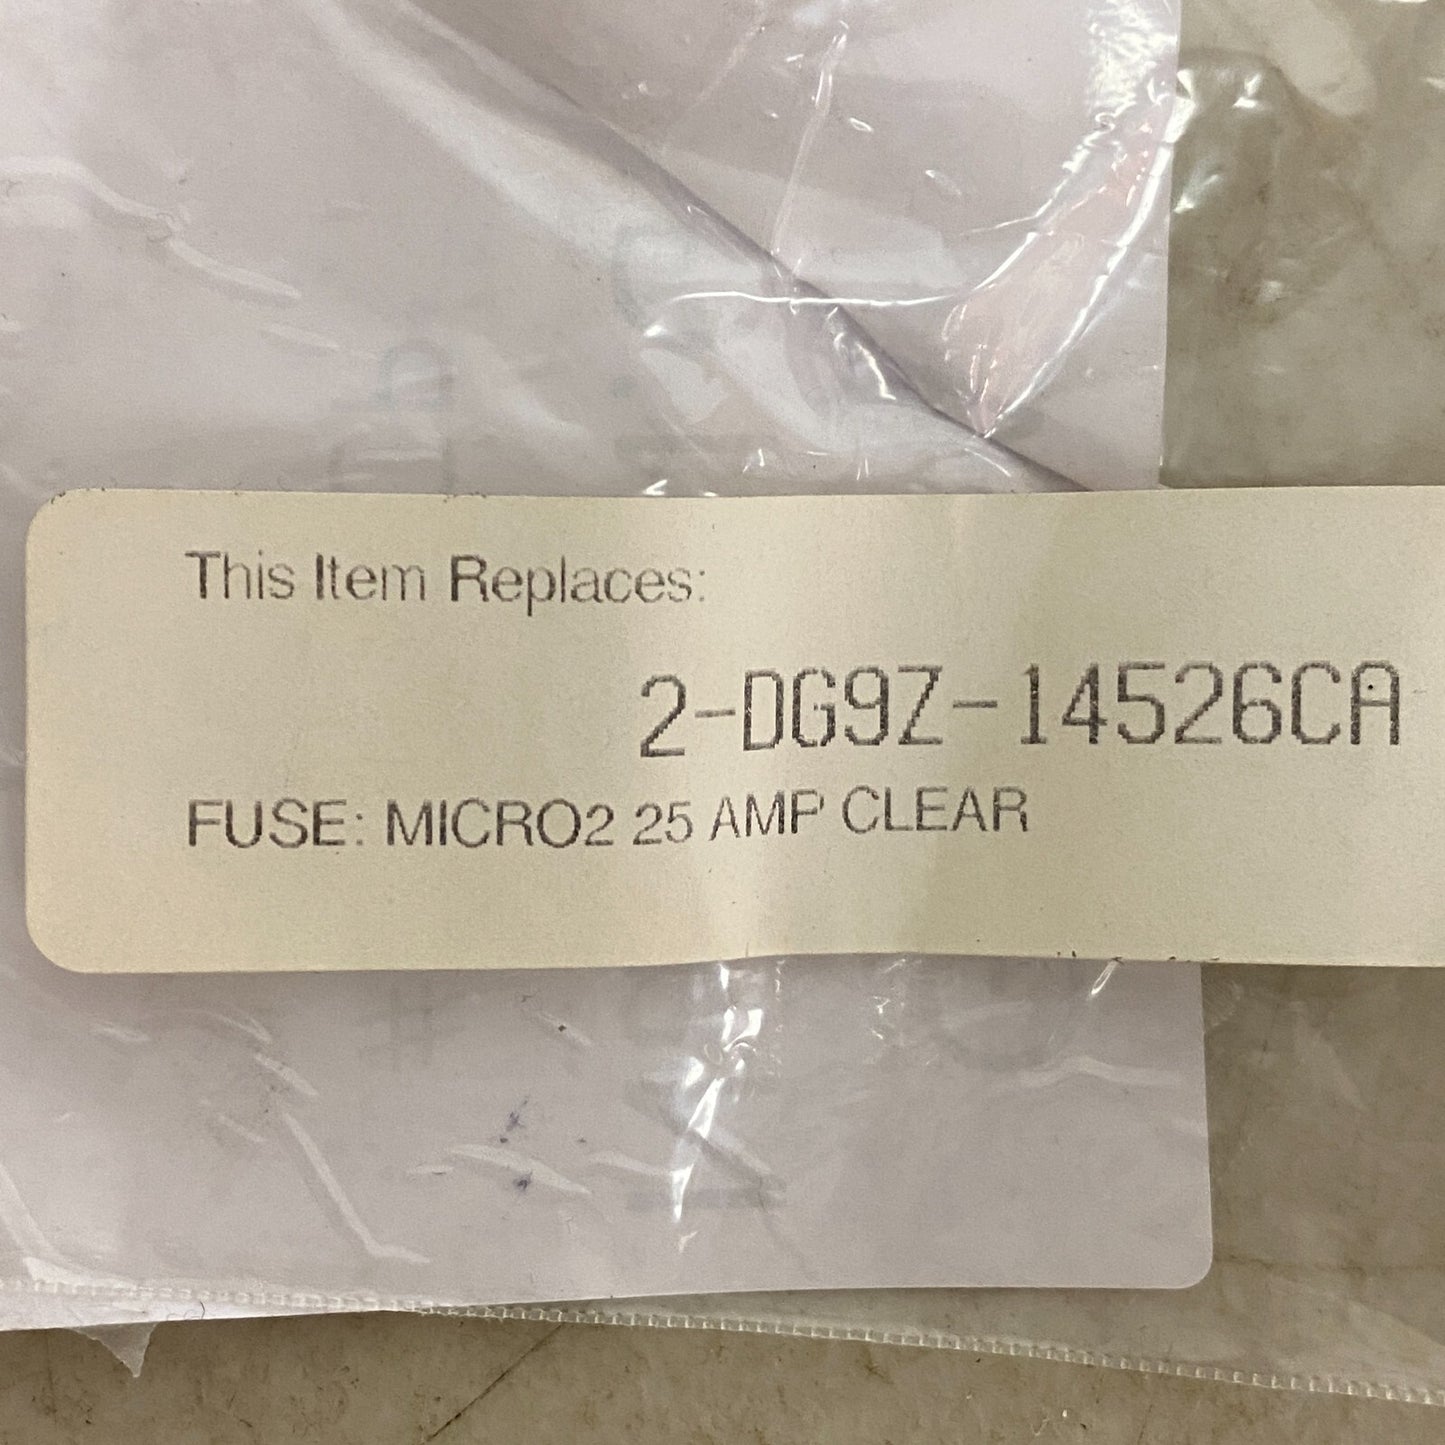 This Item Replaces:
2-DG9Z-14526CA
FUSE: MICRO2 25 AMP CLEAR